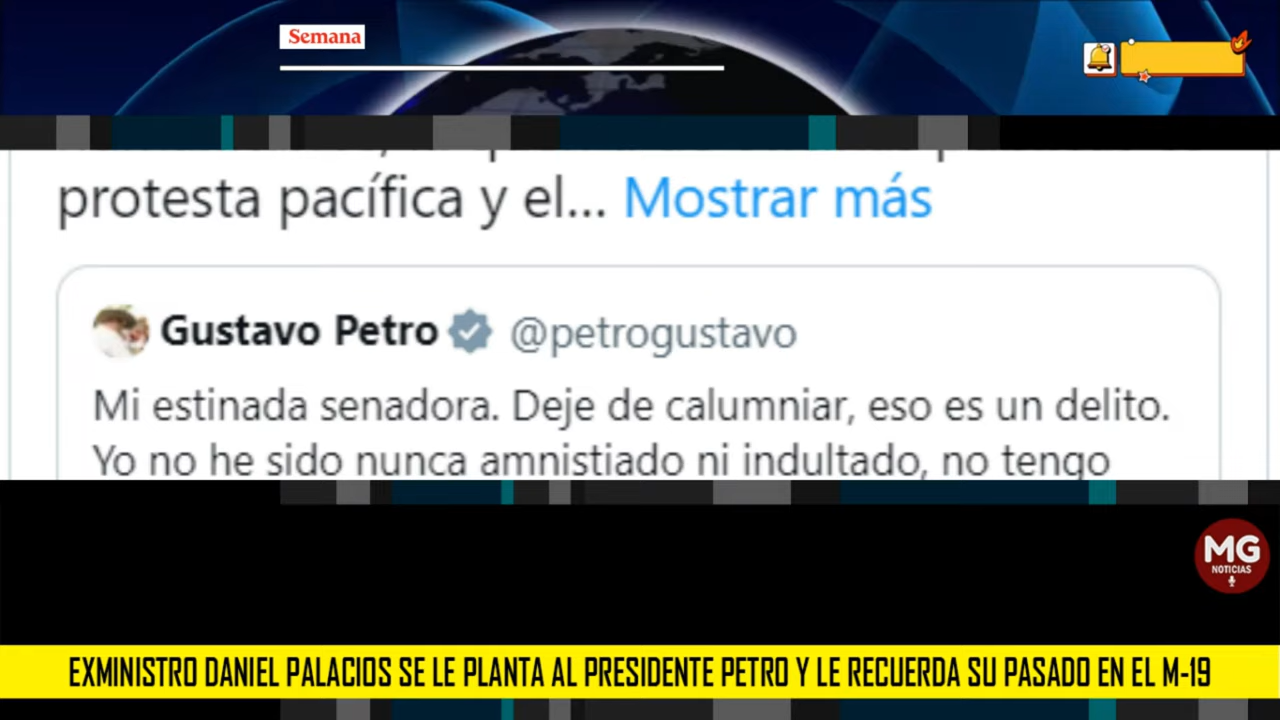 Semana
protesta pacífica y el... Mostrar más
Gustavo Petro @petrogustavo
Mi estinada senadora. Deje de calumniar, eso es un delito.
Yo no he sido nunca amnistiado ni indultado, no tengo
MG
NOTICIAS
EXMINISTRO DANIEL PALACIOS SE LE PLANTA AL PRESIDENTE PETRO Y LE RECUERDA SU PASADO EN EL M-19